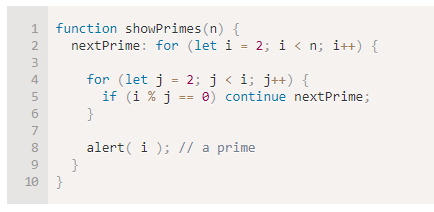 1 function showPrimes(n) {
2   nextPrime: for (let i = 2; i < n; i++) {
3
4     for (let j = 2; j < i; j++) {
5       if (i % j == 0) continue nextPrime;
6     }
7
8     alert( i ); // a prime
9   }
10 }